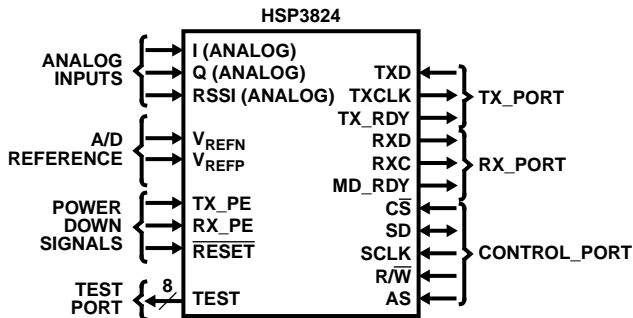 HSP3824
ANALOG
INPUTS
I (ANALOG)
Q (ANALOG)
RSSI (ANALOG)
A/D
REFERENCE
VREFN
VREFP
POWER
DOWN
SIGNALS
TX_PE
RX_PE
RESET
TEST
PORT
8
TEST
TXD
TXCLK
TX_RDY
TX_PORT
RXD
RXC
MD_RDY
RX_PORT
CS̅
SD
SCLK
R/W̅
AS
CONTROL_PORT